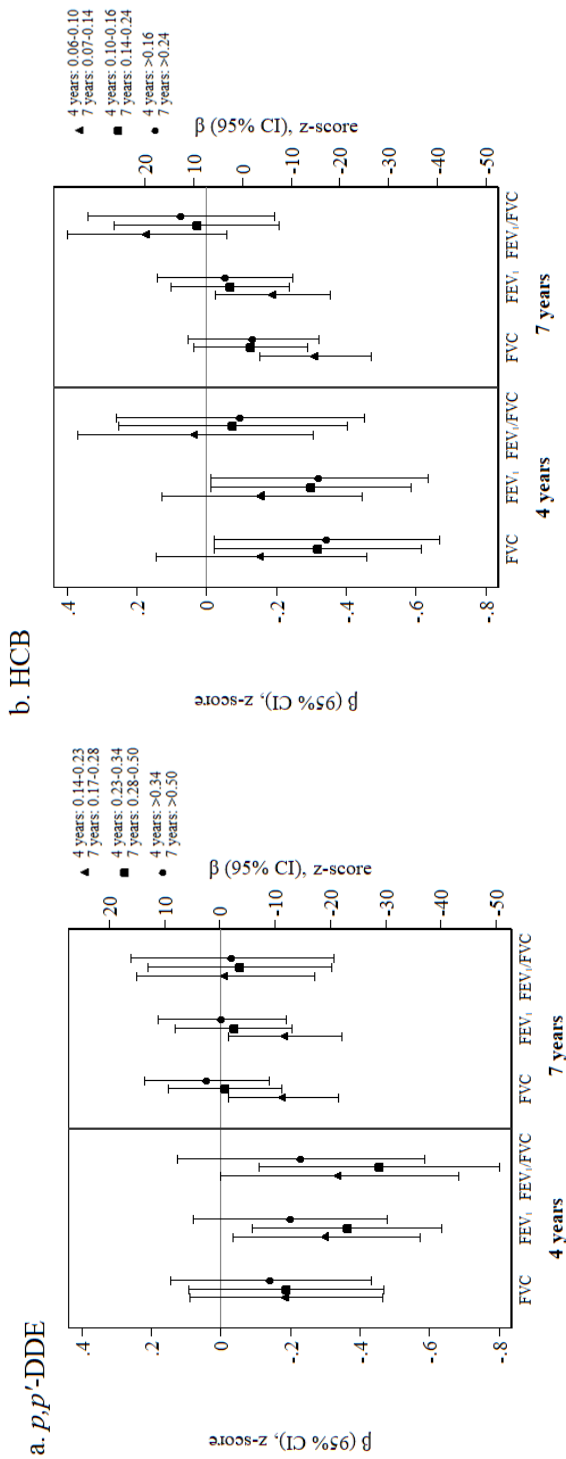 a. p,p′-DDE
▲ 4 years: 0.14-0.23
7 years: 0.17-0.28
■ 4 years: 0.23-0.34
7 years: 0.28-0.50
● 4 years: >0.34
7 years: >0.50
β (95% CI), z-score
.4
.2
0
-.2
-.4
-.6
-.8
β (95% CI), z-score
20
10
0
-10
-20
-30
-40
-50
FVC FEV₁ FEV₁/FVC FVC FEV₁ FEV₁/FVC
4 years 7 years
b. HCB
▲ 4 years: 0.06-0.10
7 years: 0.07-0.14
■ 4 years: 0.10-0.16
7 years: 0.14-0.24
● 4 years: >0.16
7 years: >0.24
β (95% CI), z-score
.4
.2
0
-.2
-.4
-.6
-.8
β (95% CI), z-score
20
10
0
-10
-20
-30
-40
-50
FVC FEV₁ FEV₁/FVC FVC FEV₁ FEV₁/FVC
4 years 7 years